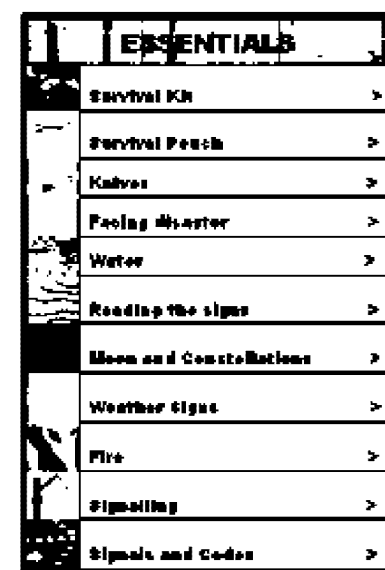 ESSENTIALS
Survival Kit >
Survival Pouch >
Knives >
Facing disaster >
Water >
Reading the signs >
Moon and Constellations >
Weather Signs >
Fire >
Signalling >
Signals and Codes >